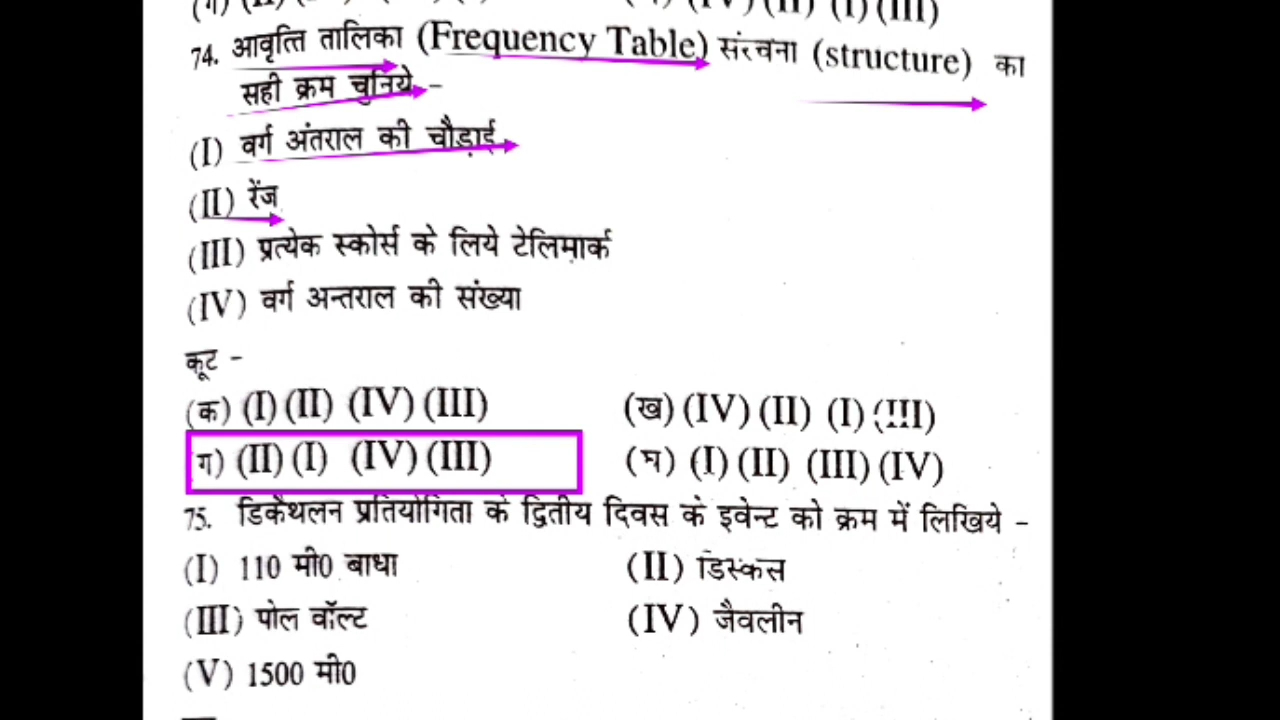 74. आवृत्ति तालिका (Frequency Table) संरचना (structure) का
सही क्रम चुनिये -
(I) वर्ग अंतराल की चौड़ाई
(II) रेंज
(III) प्रत्येक स्कोर्स के लिये टेलिमार्क
(IV) वर्ग अन्तराल की संख्या
कूट -
(क) (I) (II) (IV) (III) (ख) (IV) (II) (I) (III)
ग) (II) (I) (IV) (III) (घ) (I) (II) (III) (IV)
75. डिकैथलन प्रतियोगिता के द्वितीय दिवस के इवेन्ट को क्रम में लिखिये -
(I) 110 मी0 बाधा (II) डिस्कस
(III) पोल वॉल्ट (IV) जैवलीन
(V) 1500 मी0